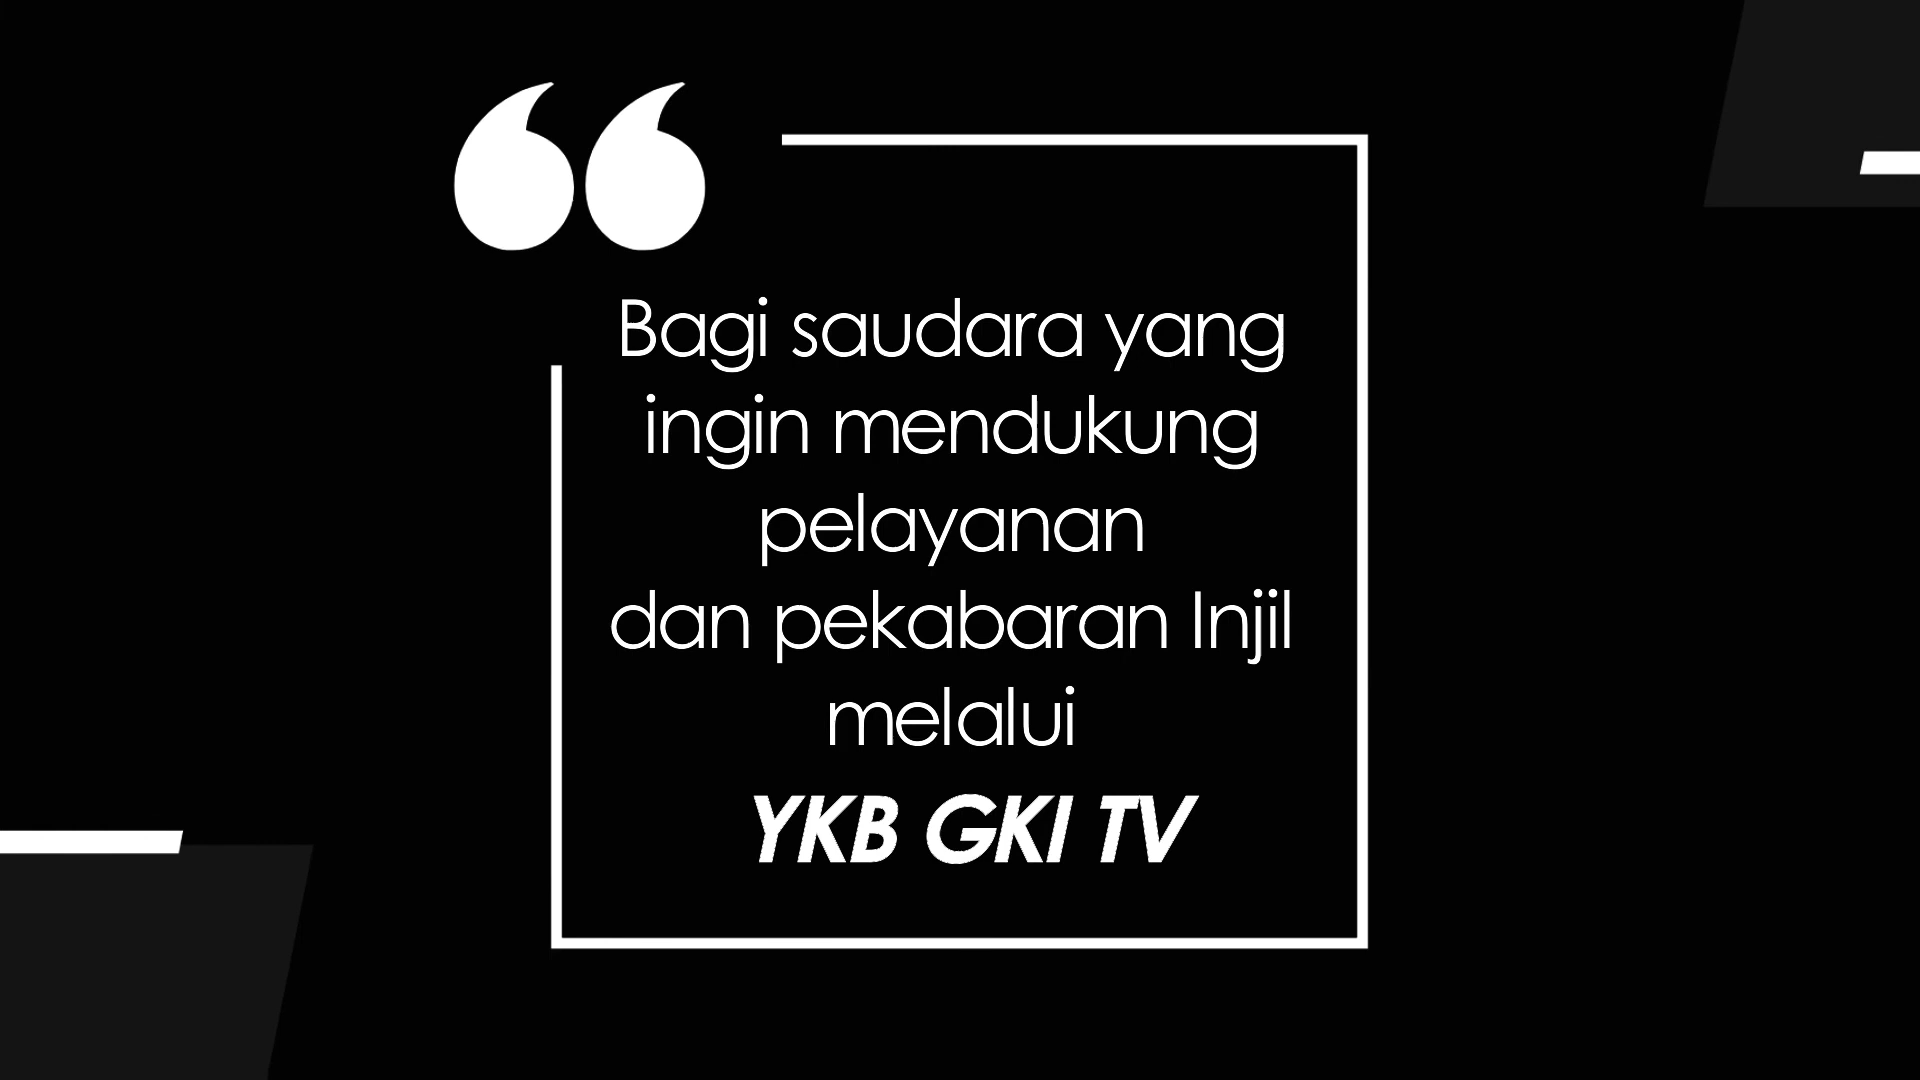 Bagi saudara yang
ingin mendukung
pelayanan
dan pekabaran Injil
melalui
YKB GKI TV